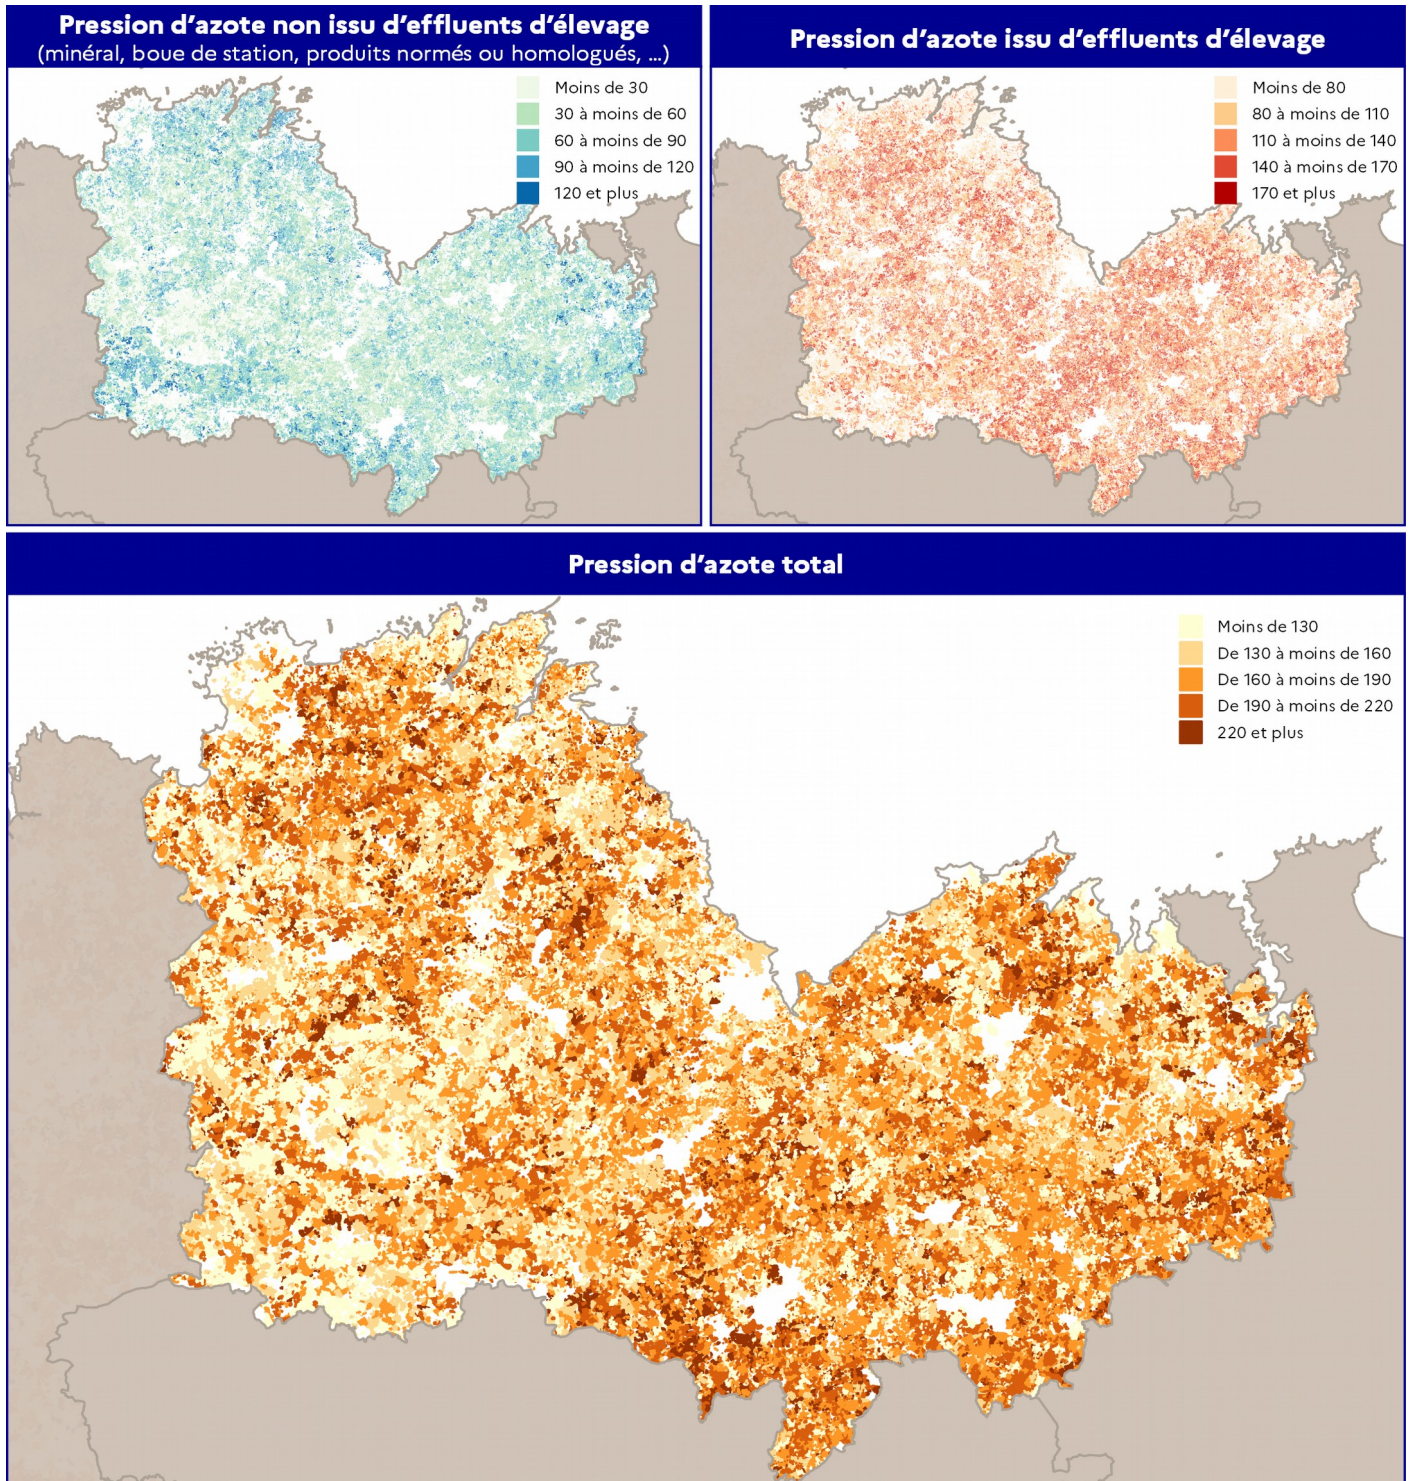 Pression d’azote non issu d’effluents d’élevage
(minéral, boue de station, produits normés ou homologués, ...)
Moins de 30
30 à moins de 60
60 à moins de 90
90 à moins de 120
120 et plus
Pression d’azote issu d’effluents d’élevage
Moins de 80
80 à moins de 110
110 à moins de 140
140 à moins de 170
170 et plus
Pression d’azote total
Moins de 130
De 130 à moins de 160
De 160 à moins de 190
De 190 à moins de 220
220 et plus